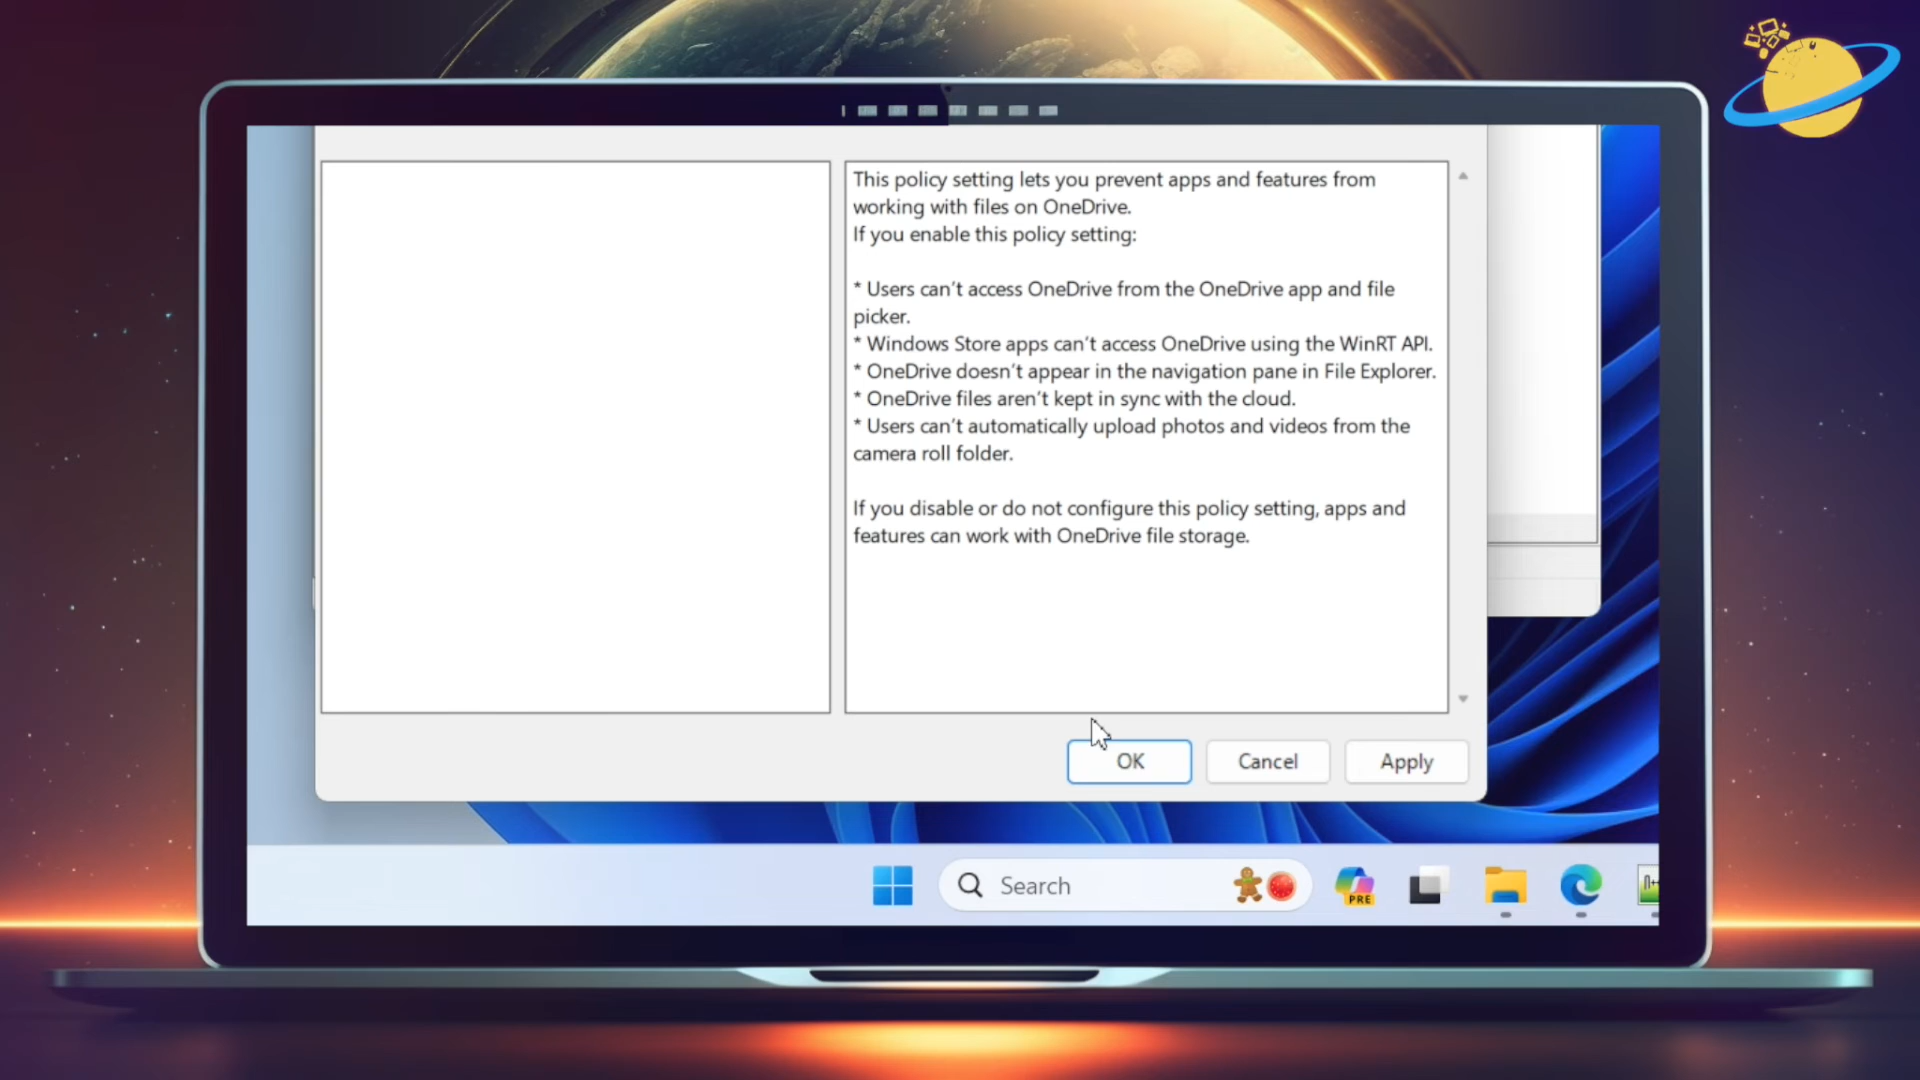 This policy setting lets you prevent apps and features from
working with files on OneDrive.
If you enable this policy setting:
* Users can't access OneDrive from the OneDrive app and file
picker.
* Windows Store apps can't access OneDrive using the WinRT API.
* OneDrive doesn't appear in the navigation pane in File Explorer.
* OneDrive files aren't kept in sync with the cloud.
* Users can't automatically upload photos and videos from the
camera roll folder.
If you disable or do not configure this policy setting, apps and
features can work with OneDrive file storage.
OK Cancel Apply
Search
PRE